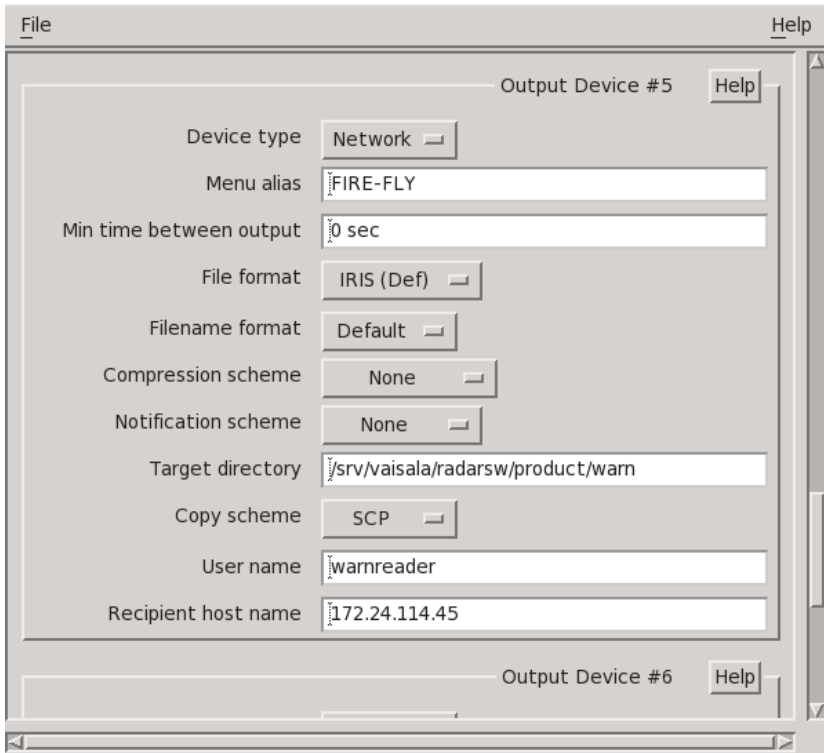 File Help
Output Device #5 Help
Device type Network
Menu alias FIRE-FLY
Min time between output 0 sec
File format IRIS (Def)
Filename format Default
Compression scheme None
Notification scheme None
Target directory /srv/vaisala/radarsw/product/warn
Copy scheme SCP
User name warnreader
Recipient host name 172.24.114.45
Output Device #6 Help